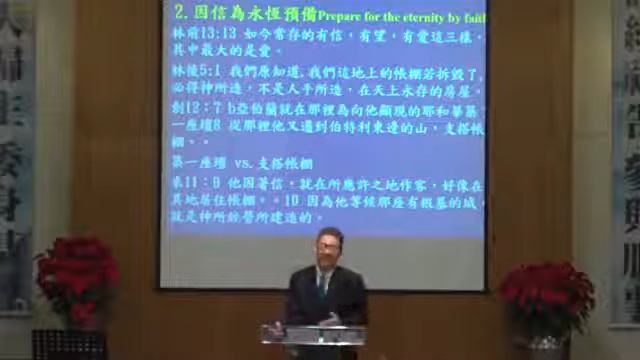 2.因信為永恆預備Prepare for the eternity by faith
林前13:13 如今常存的有信，有望，有愛這三樣，
其中最大的是愛。
林後5:1 我們原知道,我們這地上的帳棚若拆毀了,
必得神所造，不是人手所造，在天上永存的房屋。
創12：7 b亞伯蘭就在那裡為向他顯現的耶和華築
一座壇8 從那裡他又遷到伯特利東邊的山，支搭帳
棚。。
第一座壇 vs.支搭帳棚
來11：9 他因著信，就在所應許之地作客，好像在
異地居住帳棚。。10 因為他等候那座有根基的城，
就是神所經營所建造的。
婦主委身